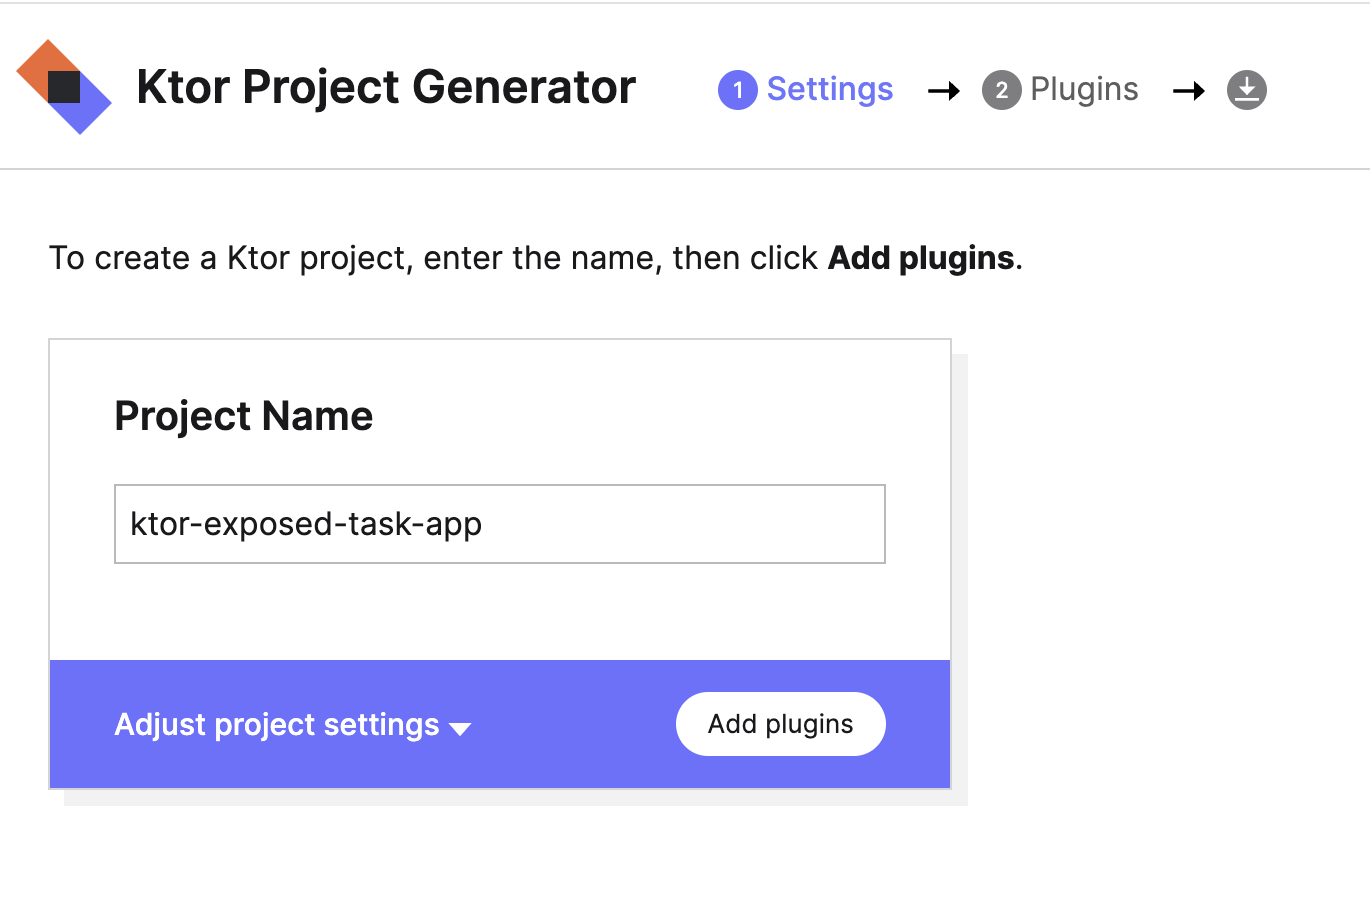 Ktor Project Generator 1 Settings → 2 Plugins →
To create a Ktor project, enter the name, then click Add plugins.
Project Name
ktor-exposed-task-app
Adjust project settings Add plugins